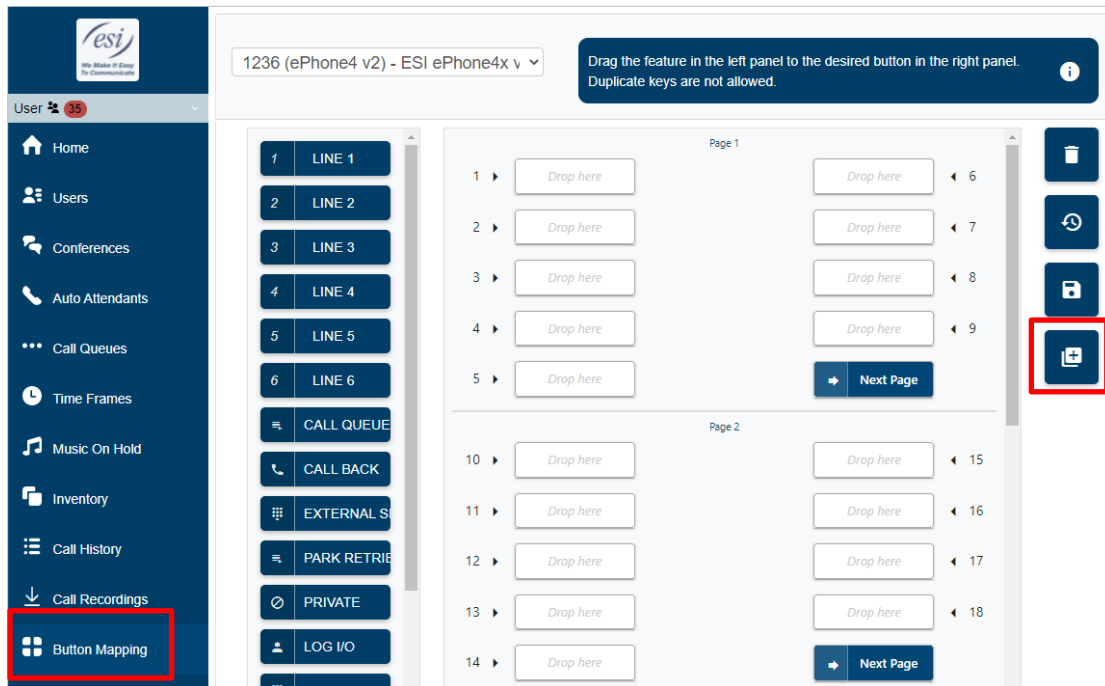 esi
We Make It Easy
To Communicate
User 35
Home
Users
Conferences
Auto Attendants
Call Queues
Time Frames
Music On Hold
Inventory
Call History
Call Recordings
Button Mapping
1236 (ePhone4 v2) - ESI ePhone4x v
Drag the feature in the left panel to the desired button in the right panel.
Duplicate keys are not allowed.
1 LINE 1
2 LINE 2
3 LINE 3
4 LINE 4
5 LINE 5
6 LINE 6
CALL QUEUE
CALL BACK
EXTERNAL S
PARK RETRIE
PRIVATE
LOG I/O
Page 1
1 Drop here Drop here 6
2 Drop here Drop here 7
3 Drop here Drop here 8
4 Drop here Drop here 9
5 Drop here Next Page
Page 2
10 Drop here Drop here 15
11 Drop here Drop here 16
12 Drop here Drop here 17
13 Drop here Drop here 18
14 Drop here Next Page